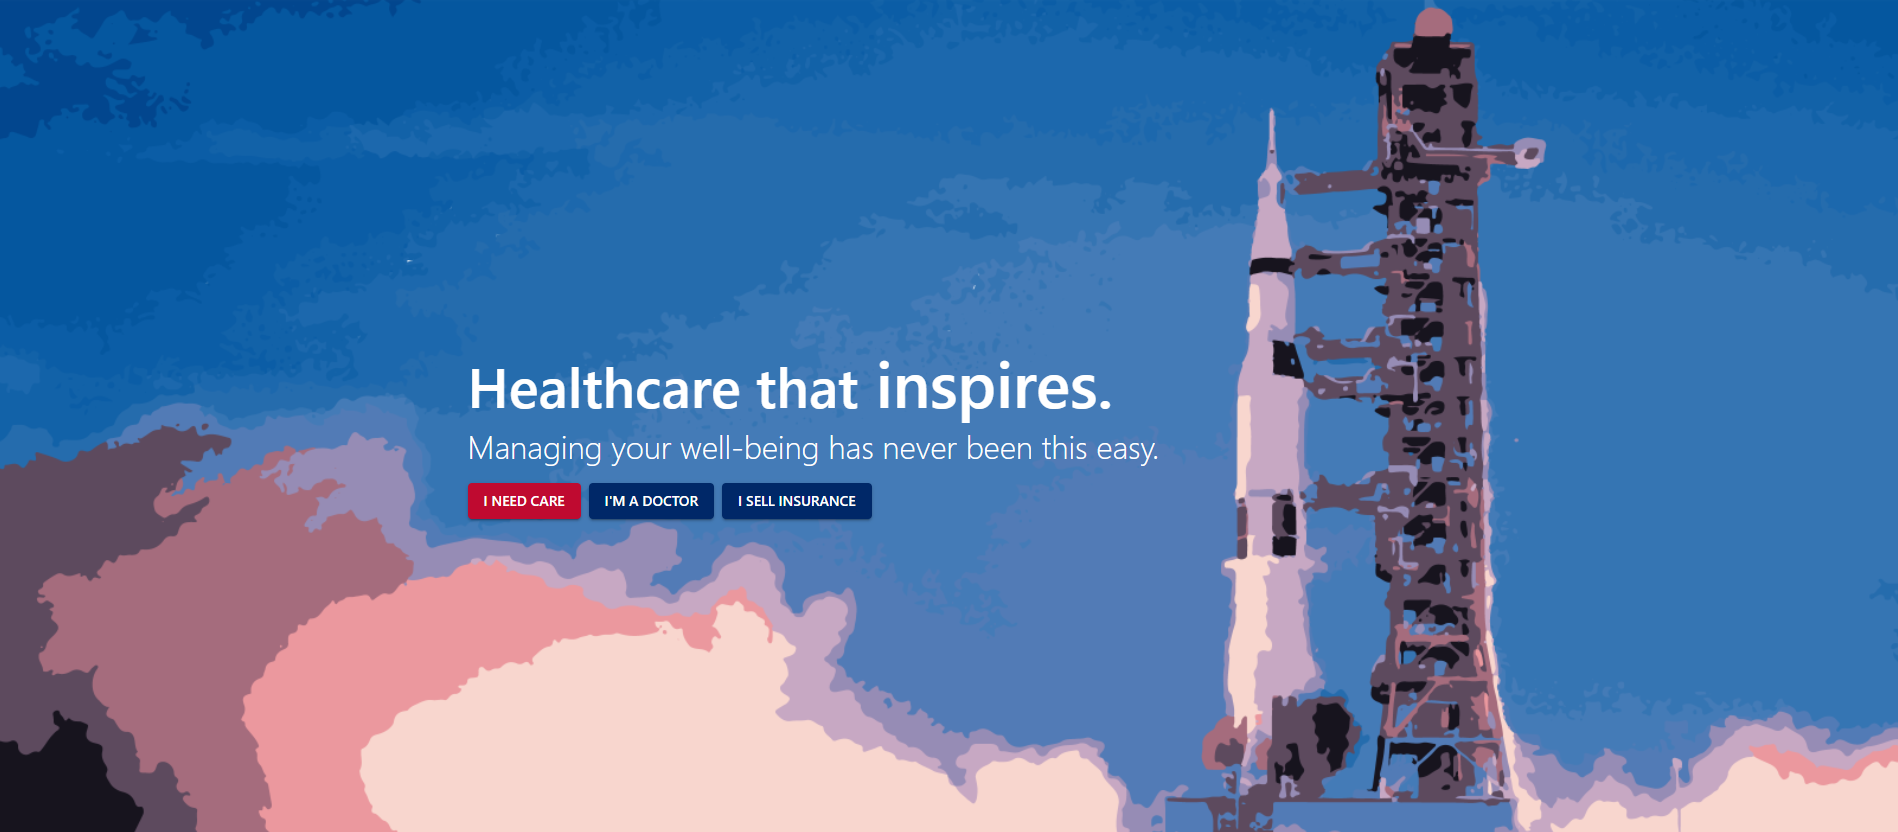 Healthcare that inspires.
Managing your well-being has never been this easy.
I NEED CARE
I'M A DOCTOR
I SELL INSURANCE